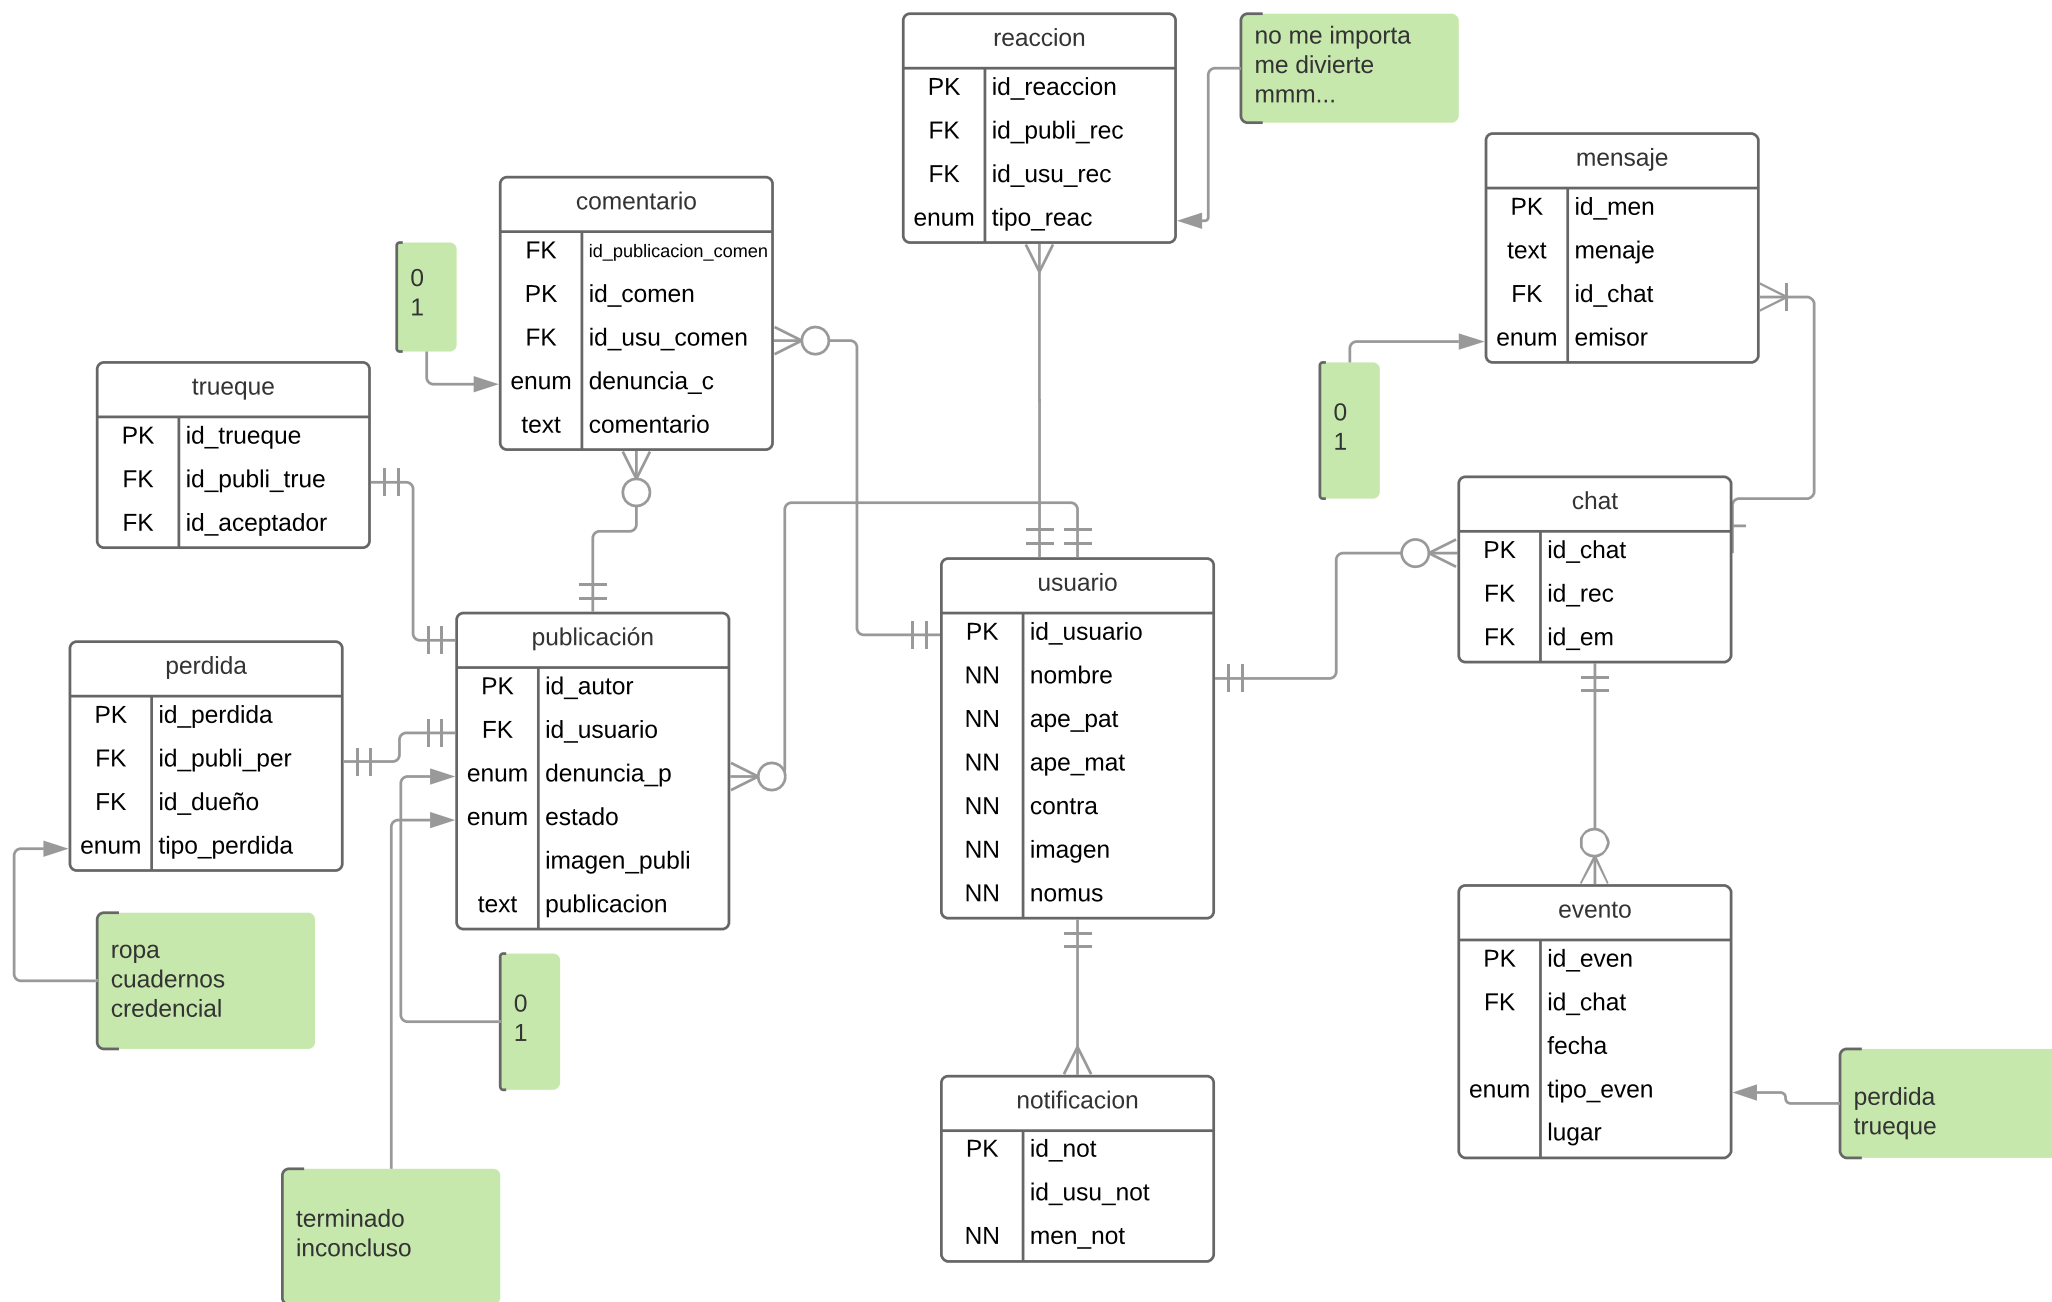 reaccion
PK id_reaccion
FK id_publi_rec
FK id_usu_rec
enum tipo_reac
no me importa
me divierte
mmm...
mensaje
PK id_men
text menaje
FK id_chat
enum emisor
0
1
comentario
FK id_publicacion_comen
PK id_comen
FK id_usu_comen
enum denuncia_c
text comentario
0
1
trueque
PK id_trueque
FK id_publi_true
FK id_aceptador
chat
PK id_chat
FK id_rec
FK id_em
usuario
PK id_usuario
NN nombre
NN ape_pat
NN ape_mat
NN contra
NN imagen
NN nomus
publicación
PK id_autor
FK id_usuario
enum denuncia_p
enum estado
imagen_publi
text publicacion
perdida
PK id_perdida
FK id_publi_per
FK id_dueño
enum tipo_perdida
ropa
cuadernos
credencial
0
1
terminado
inconcluso
notificacion
PK id_not
id_usu_not
NN men_not
evento
PK id_even
FK id_chat
fecha
enum tipo_even
lugar
perdida
trueque